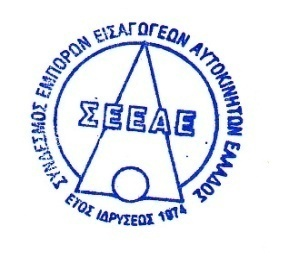 ΣΥΝΔΕΣΜΟΣ ΕΜΠΟΡΩΝ ΕΙΣΑΓΩΓΕΩΝ ΑΥΤΟΚΙΝΗΤΩΝ ΕΛΛΑΔΟΣ
ΣΕΕΑΕ
ΕΤΟΣ ΙΔΡΥΣΕΩΣ 1974